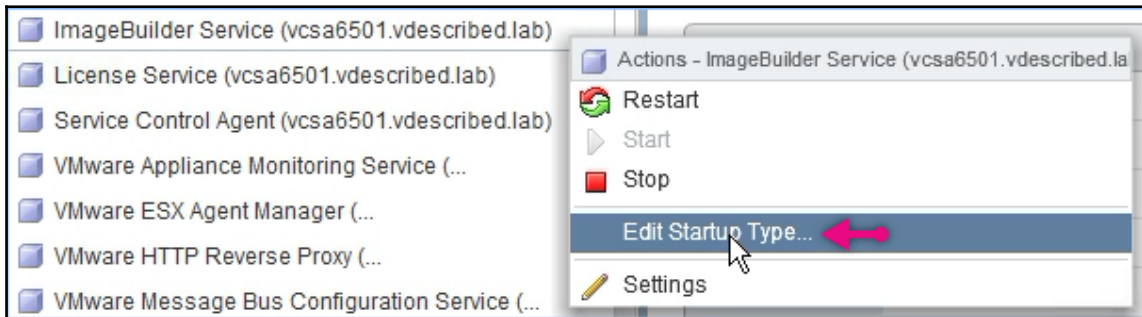 ImageBuilder Service (vcsa6501.vdescribed.lab)
License Service (vcsa6501.vdescribed.lab)
Service Control Agent (vcsa6501.vdescribed.lab)
VMware Appliance Monitoring Service (...
VMware ESX Agent Manager (...
VMware HTTP Reverse Proxy (...
VMware Message Bus Configuration Service (...
Actions - ImageBuilder Service (vcsa6501.vdescribed.la
Restart
Start
Stop
Edit Startup Type...
Settings